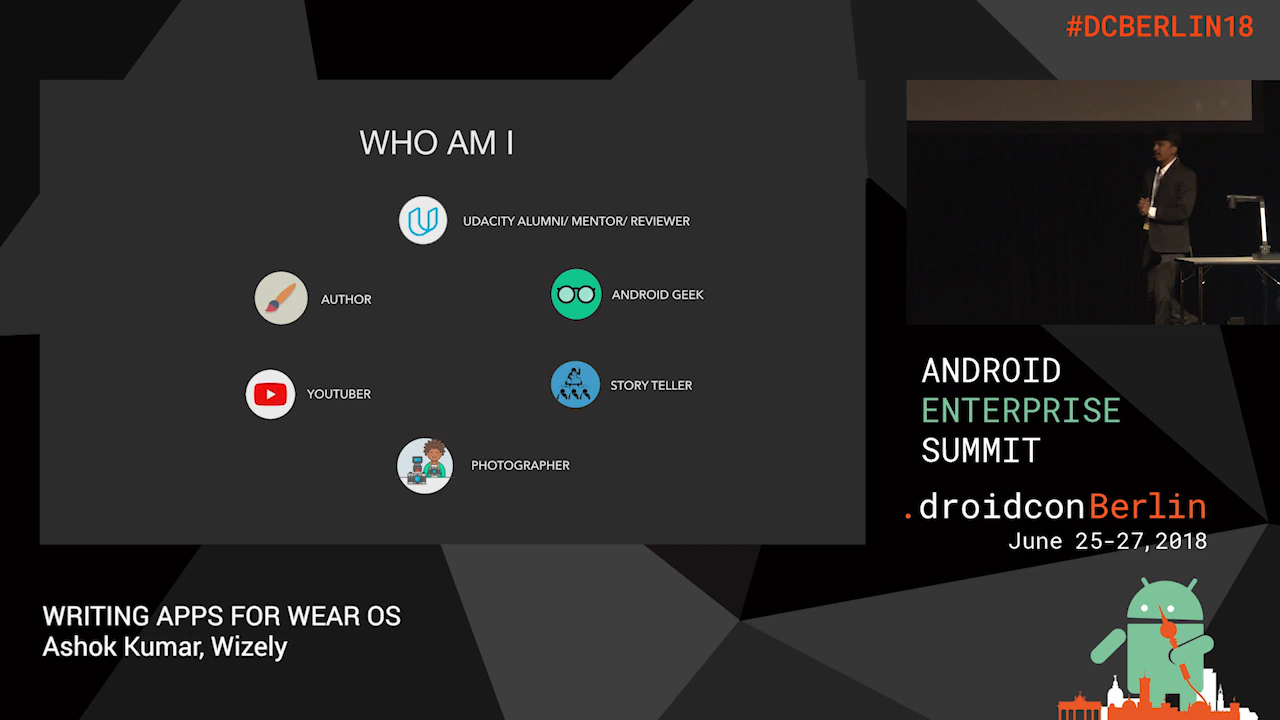 #DCBERLIN18
WHO AM I
UDACITY ALUMNI/ MENTOR/ REVIEWER
AUTHOR
ANDROID GEEK
YOUTUBER
STORY TELLER
PHOTOGRAPHER
ANDROID
ENTERPRISE
SUMMIT
.droidconBerlin
June 25-27,2018
WRITING APPS FOR WEAR OS
Ashok Kumar, Wizely